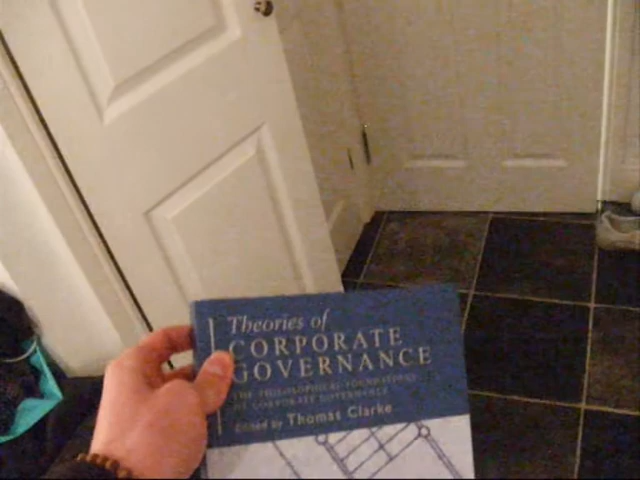 Theories of
CORPORATE
GOVERNANCE
THE PHILOSOPHICAL FOUNDATIONS
OF CORPORATE GOVERNANCE
Edited by Thomas Clarke